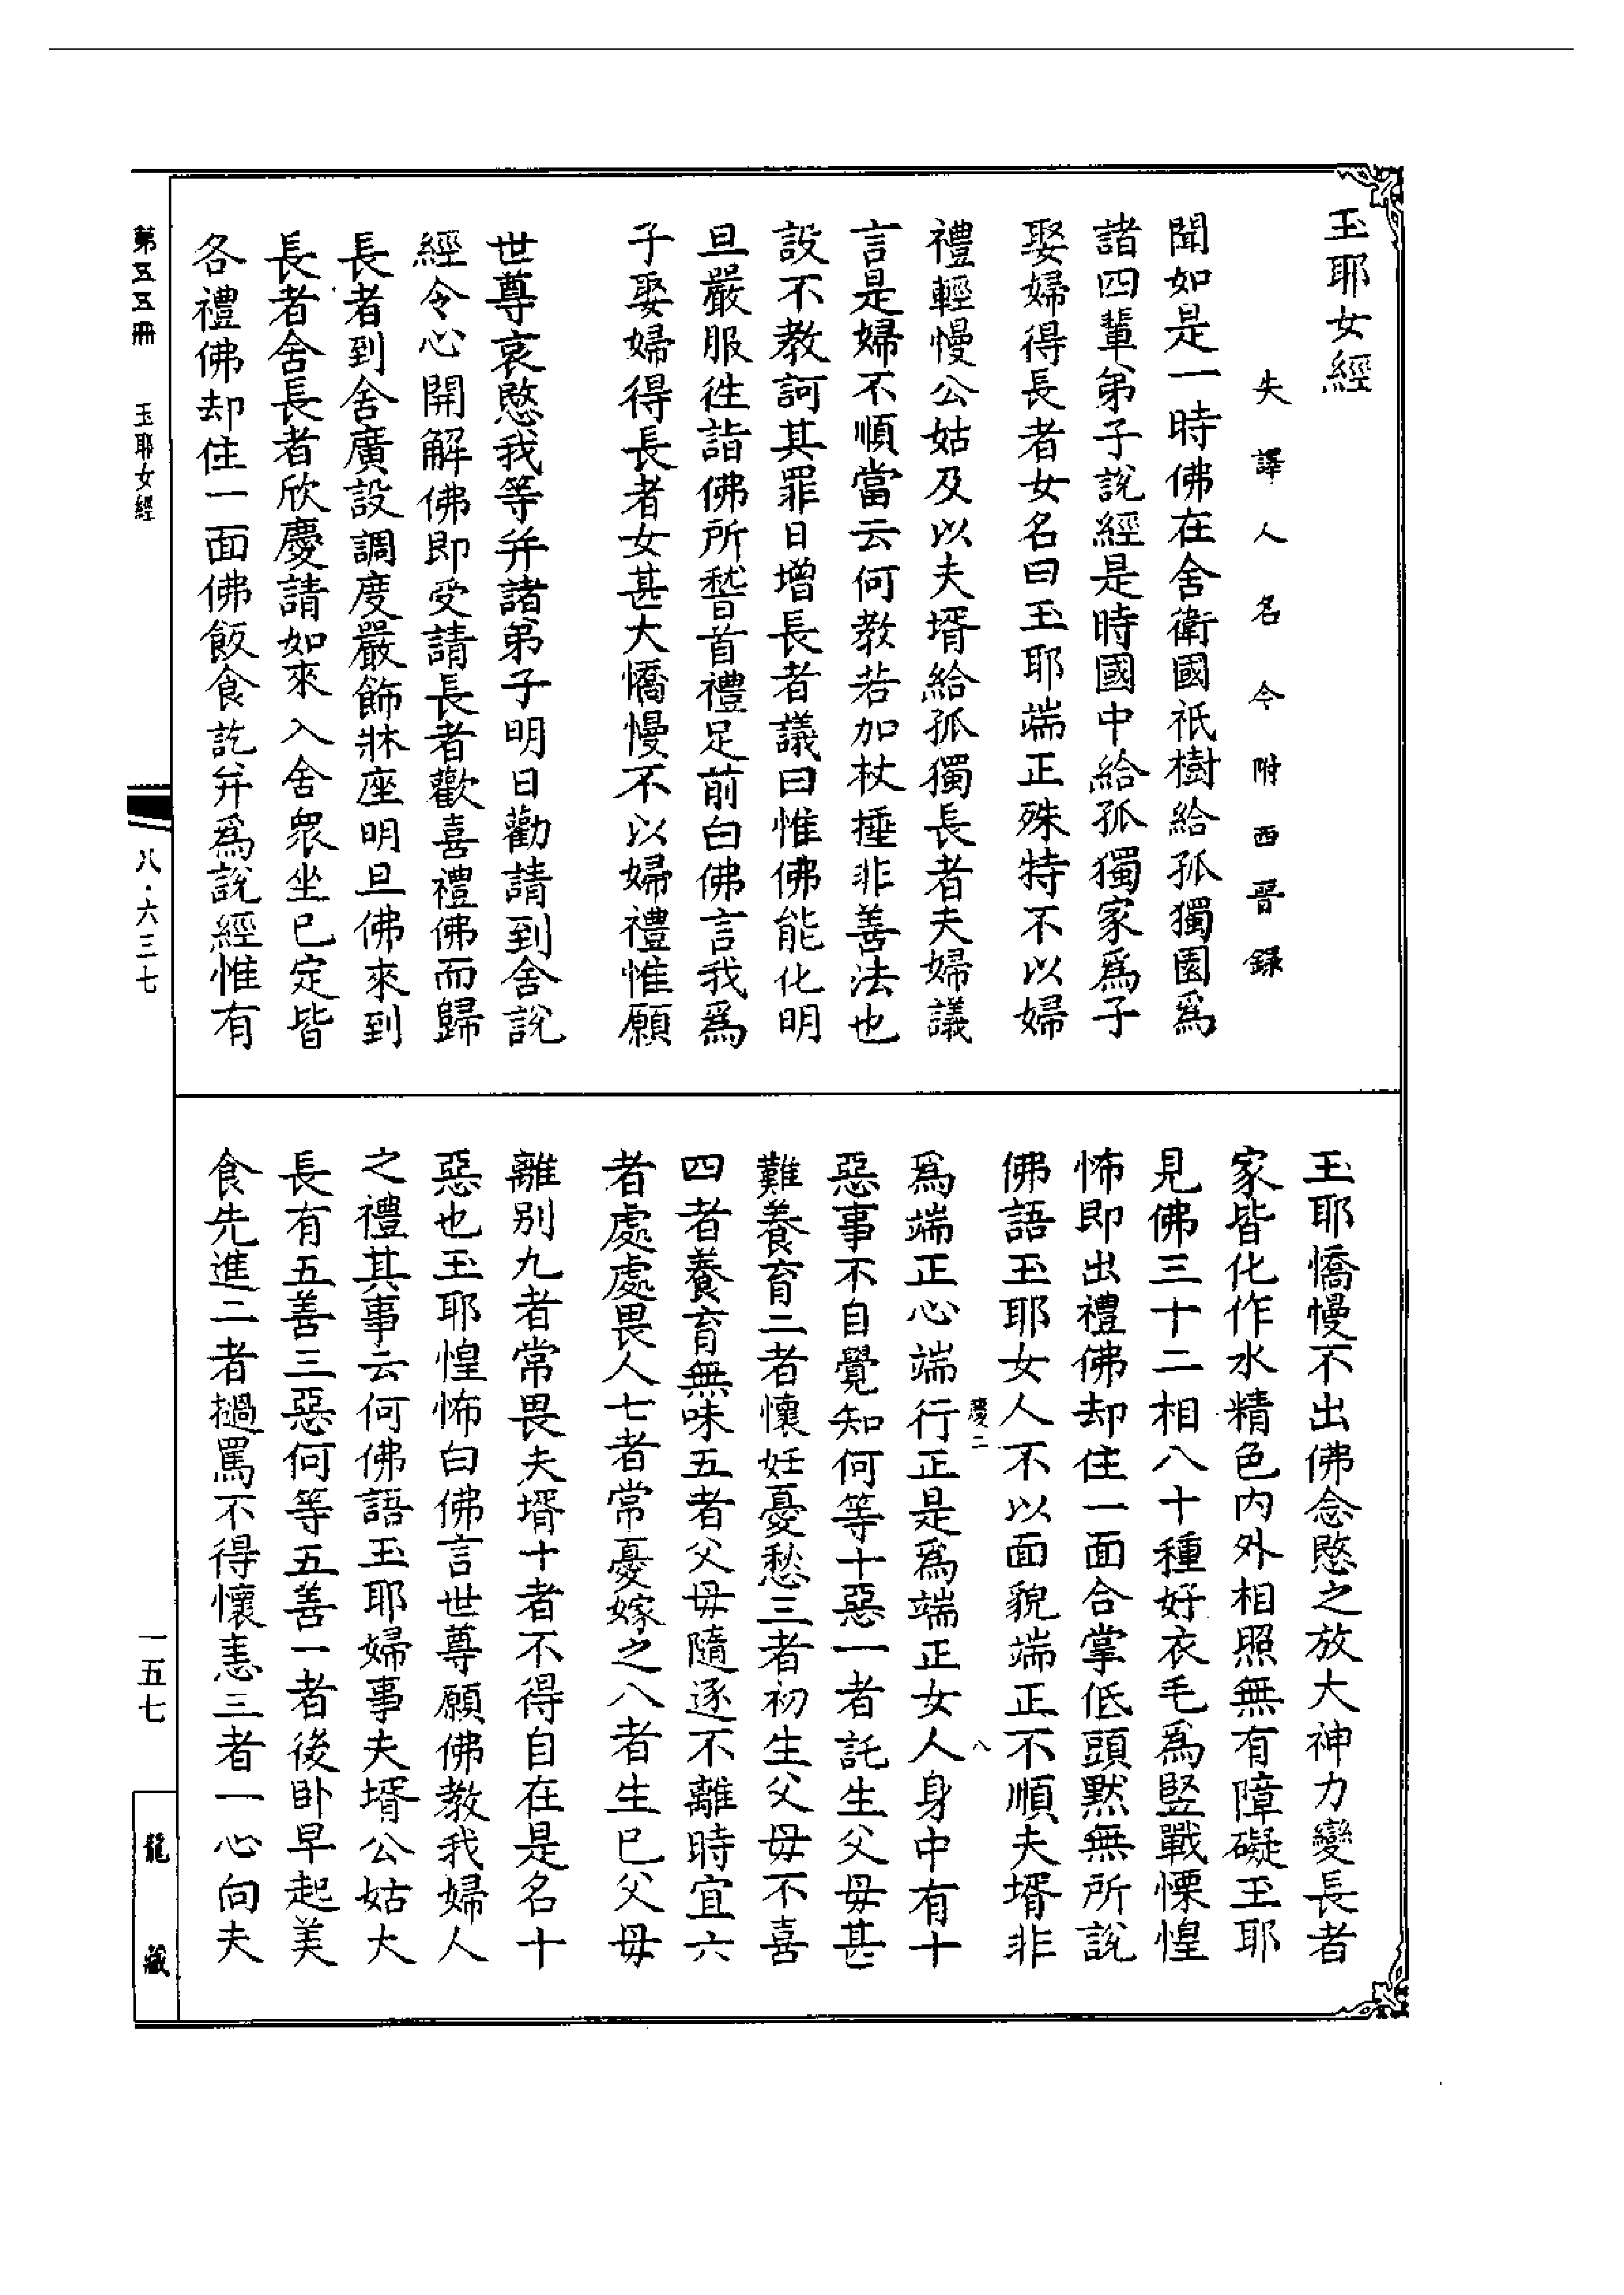 玉耶女經
失譯人名今附西晉錄
聞如是一時佛在舍衛國祇樹給孤獨園爲
諸四輩弟子說經是時國中給孤獨家爲子
娶婦得長者女名曰玉耶端正殊特不以婦
禮輕慢公姑及以夫壻給孤獨長者夫婦議
言是婦不順當云何教若加杖捶非善法也
設不教訶其罪日增長者議曰惟佛能化明
旦嚴服徃詣佛所稽首禮足前白佛言我爲
子娶婦得長者女甚大憍慢不以婦禮惟願
世尊哀愍我等并諸弟子明日勸請到舍說
經令心開解佛即受請長者歡喜禮佛而歸
長者到舍廣設調度嚴飾牀座明旦佛來到
長者舍長者欣慶請如來入舍衆坐已定皆
各禮佛却住一面佛飯食訖并爲說經惟有
玉耶憍慢不出佛念愍之放大神力變長者
家皆化作水精色內外相照無有障礙玉耶
見佛三十二相八十種好衣毛爲竪戰慄惶
怖即出禮佛却住一面合掌低頭默無所說
佛語玉耶女人不以面貌端正不順夫壻非
慶二 八
爲端正心端行正是爲端正女人身中有十
惡事不自覺知何等十惡一者託生父母甚
難養育二者懷妊憂愁三者初生父母不喜
四者養育無味五者父母隨逐不離時宜六
者處處畏人七者常憂嫁之八者生已父母
離別九者常畏夫壻十者不得自在是名十
惡也玉耶惶怖白佛言世尊願佛教我婦人
之禮其事云何佛語玉耶婦事夫壻公姑大
長有五善三惡何等五善一者後卧早起美
食先進二者撾罵不得懷恚三者一心向夫
第五五冊 玉耶女經
八·六三七
一五七
龍藏